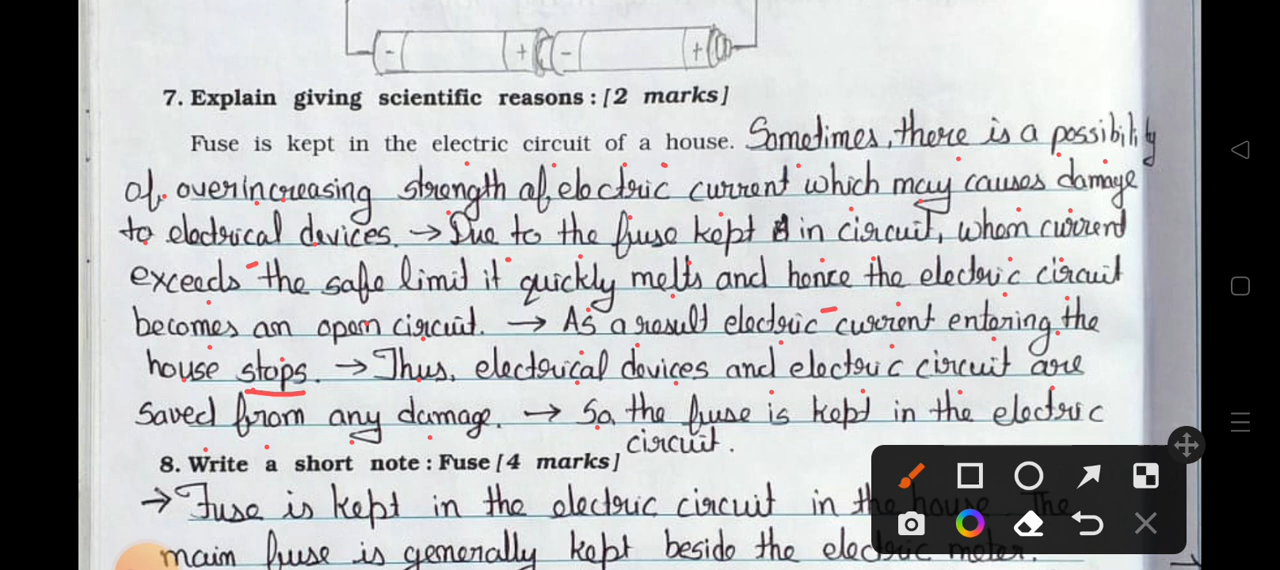 - + - +
7. Explain giving scientific reasons : [2 marks]
Fuse is kept in the electric circuit of a house. Sometimes, there is a possibility
of overincreasing strength of electric current which may causes damage
to electrical devices. → Due to the fuse kept in circuit, when current
exceeds the safe limit it quickly melts and hence the electric circuit
becomes an open circuit. → As a result electric current entering the
house stops. → Thus, electrical devices and electric circuit are
saved from any damage. → So, the fuse is kept in the electric
circuit.
8. Write a short note : Fuse [4 marks]
→ Fuse is kept in the electric circuit in the house. The
main fuse is generally kept beside the electric meter.